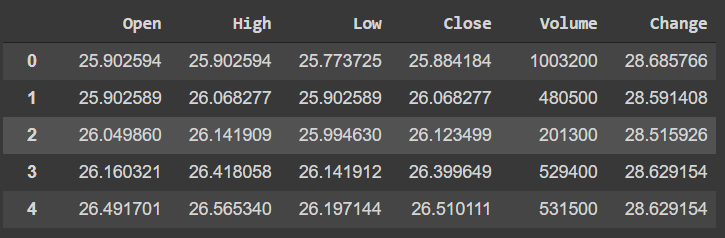 Open High Low Close Volume Change
0 25.902594 25.902594 25.773725 25.884184 1003200 28.685766
1 25.902589 26.068277 25.902589 26.068277 480500 28.591408
2 26.049860 26.141909 25.994630 26.123499 201300 28.515926
3 26.160321 26.418058 26.141912 26.399649 529400 28.629154
4 26.491701 26.565340 26.197144 26.510111 531500 28.629154